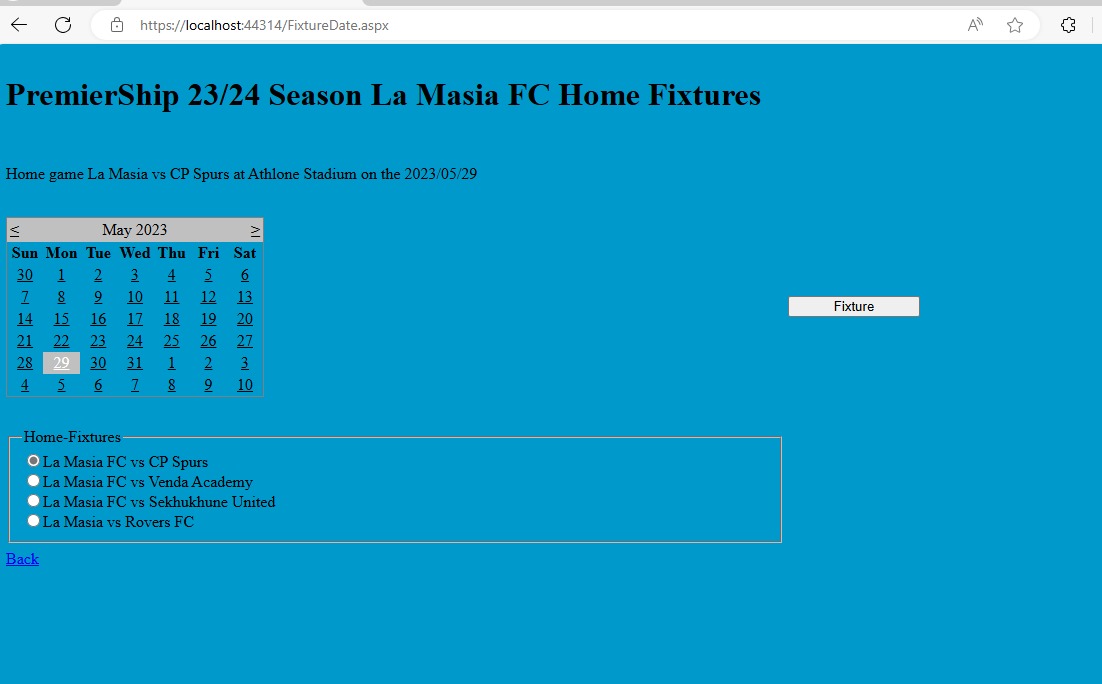 https://localhost:44314/FixtureDate.aspx
PremierShip 23/24 Season La Masia FC Home Fixtures
Home game La Masia vs CP Spurs at Athlone Stadium on the 2023/05/29
< May 2023 >
Sun Mon Tue Wed Thu Fri Sat
30 1 2 3 4 5 6
7 8 9 10 11 12 13
14 15 16 17 18 19 20
21 22 23 24 25 26 27
28 29 30 31 1 2 3
4 5 6 7 8 9 10
Fixture
Home-Fixtures
La Masia FC vs CP Spurs
La Masia FC vs Venda Academy
La Masia FC vs Sekhukhune United
La Masia vs Rovers FC
Back